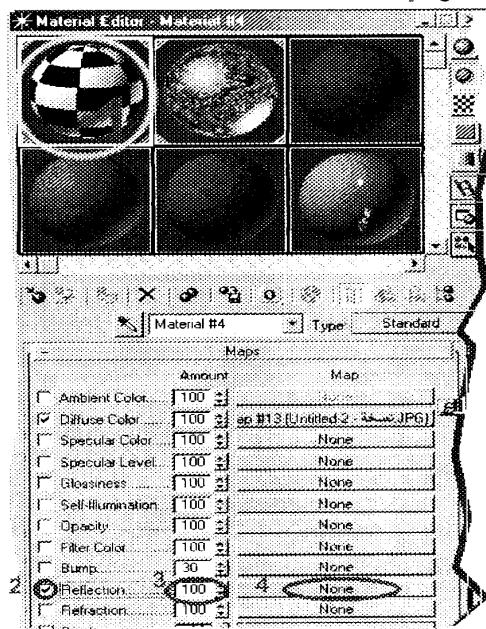 Material Editor - Material #4
Material #4 Type: Standard
Maps
Amount Map
Ambient Color..... 100
Diffuse Color..... 100 ap #13 (Untitled-2 - نسخة.JPG)
Specular Color.... 100 None
Specular Level... 100 None
Glossiness........ 100 None
Self-Illumination.. 100 None
Opacity........... 100 None
Filter Color........ 100 None
Bump............. 30 None
2 Reflection........ 3 100 4 None
Refraction....... 100 None